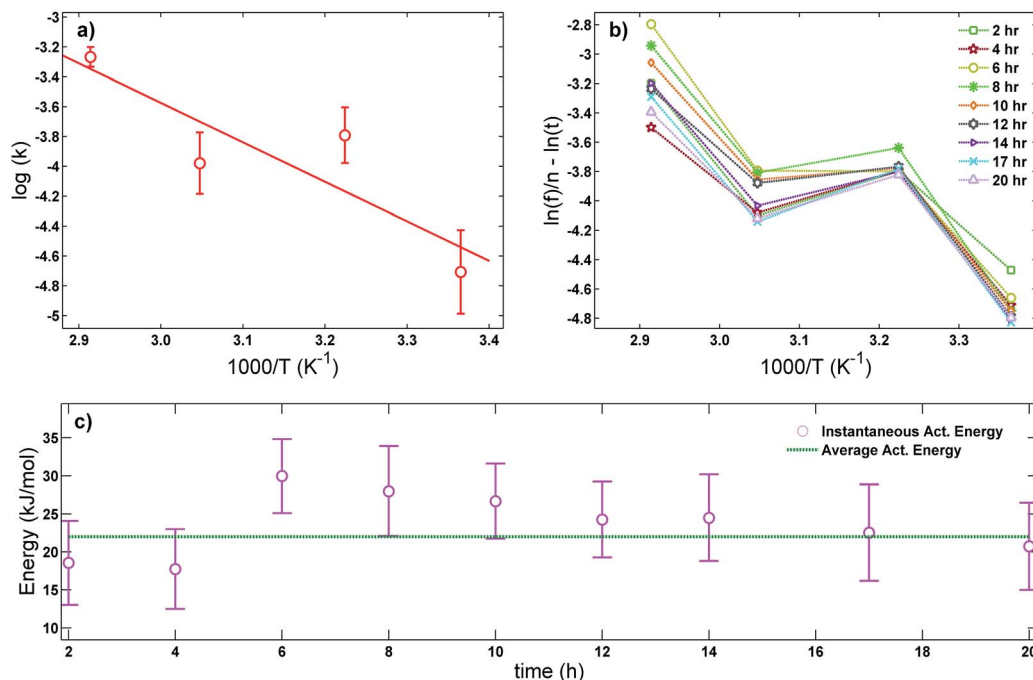 a)
-3
-3.2
-3.4
-3.6
-3.8
-4
-4.2
-4.4
-4.6
-4.8
-5
log (k)
2.9
3.0
3.1
3.2
3.3
3.4
1000/T (K⁻¹)
b)
-2.8
-3
-3.2
-3.4
-3.6
-3.8
-4
-4.2
-4.4
-4.6
-4.8
ln(f)/n - ln(t)
2.9
3.0
3.1
3.2
3.3
1000/T (K⁻¹)
2 hr
4 hr
6 hr
8 hr
10 hr
12 hr
14 hr
17 hr
20 hr
c)
35
30
25
20
15
10
Energy (kJ/mol)
Instantaneous Act. Energy
Average Act. Energy
2
4
6
8
10
12
14
16
18
20
time (h)